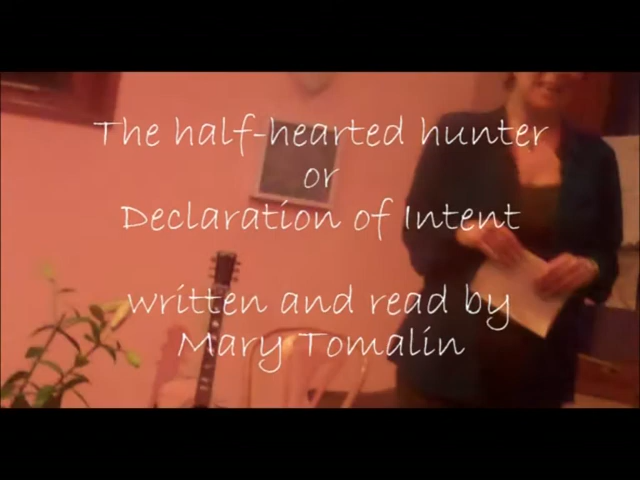 The half-hearted hunter
or
Declaration of Intent
written and read by
Mary Tomalin